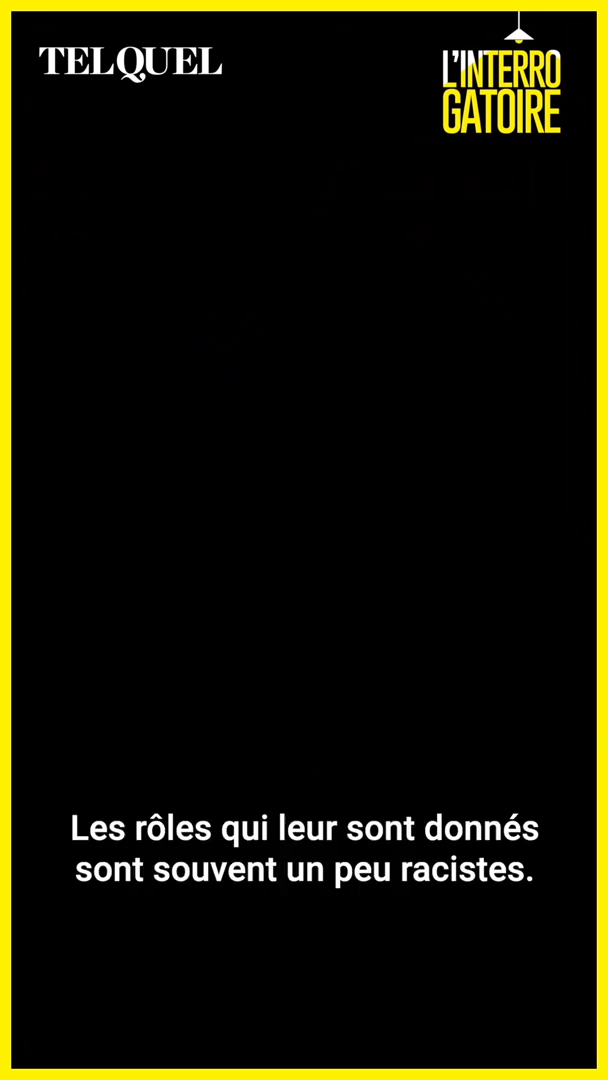 TELQUEL
L'INTERRO
GATOIRE
Les rôles qui leur sont donnés
sont souvent un peu racistes.